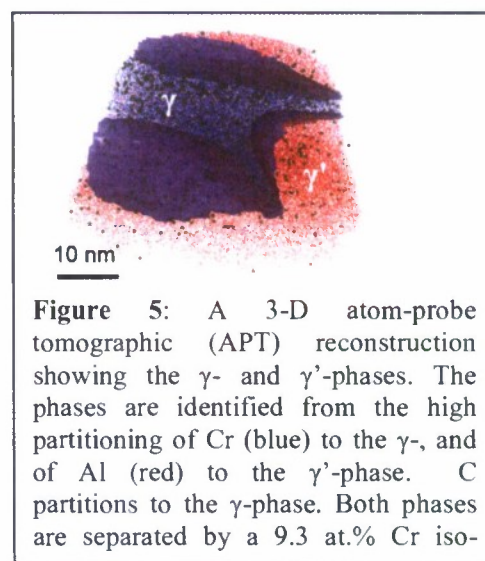 γ
γ'
10 nm
Figure 5: A 3-D atom-probe
tomographic (APT) reconstruction
showing the γ- and γ'-phases. The
phases are identified from the high
partitioning of Cr (blue) to the γ-, and
of Al (red) to the γ'-phase. C
partitions to the γ-phase. Both phases
are separated by a 9.3 at.% Cr iso-